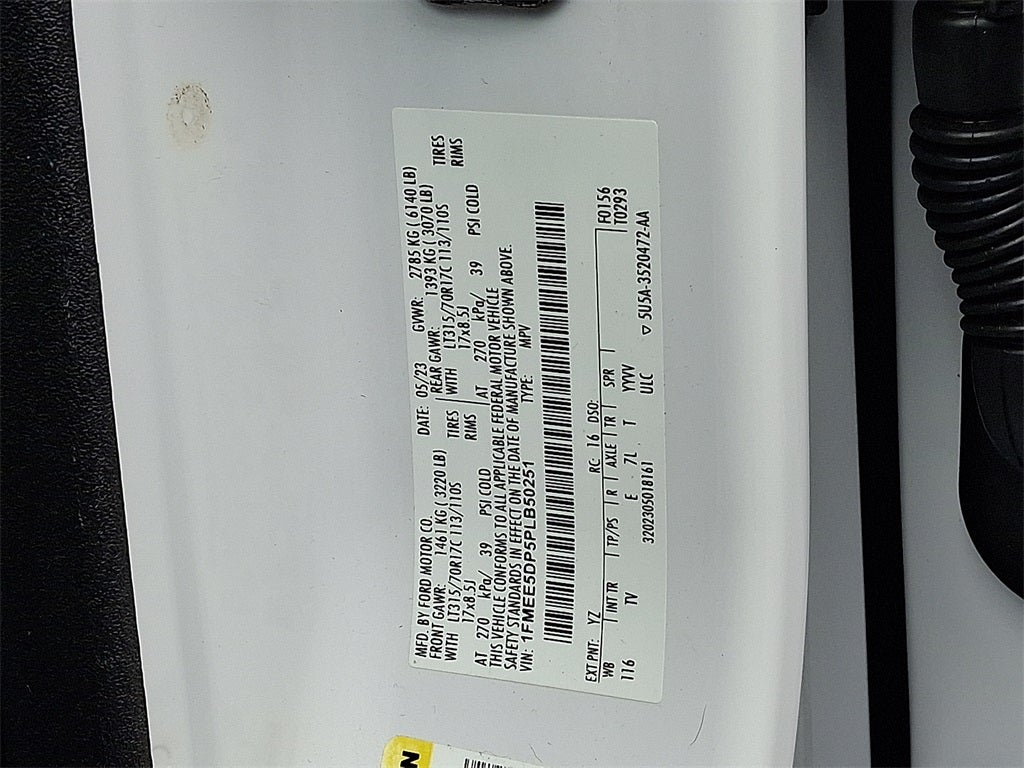 MFD. BY FORD MOTOR CO. DATE: 05/23 GVWR: 2785 KG ( 6140 LB)
FRONT GAWR: 1461 KG ( 3220 LB) REAR GAWR: 1393 KG ( 3070 LB)
WITH LT315/70R17C 113/110S TIRES WITH LT315/70R17C 113/110S TIRES
17x8.5J RIMS 17x8.5J RIMS
AT 270 kPa/ 39 PSI COLD AT 270 kPa/ 39 PSI COLD
THIS VEHICLE CONFORMS TO ALL APPLICABLE FEDERAL MOTOR VEHICLE
SAFETY STANDARDS IN EFFECT ON THE DATE OF MANUFACTURE SHOWN ABOVE.
VIN: 1FMEE5DP5PLB50251 TYPE: MPV
EXT PNT: YZ RC: 16 DSO: F0156
WB INT TR TP/PS R AXLE TR SPR T0293
116 TV E 7L T YYVV
3202305018161 ULC ▽ 5U5A-3520472-AA